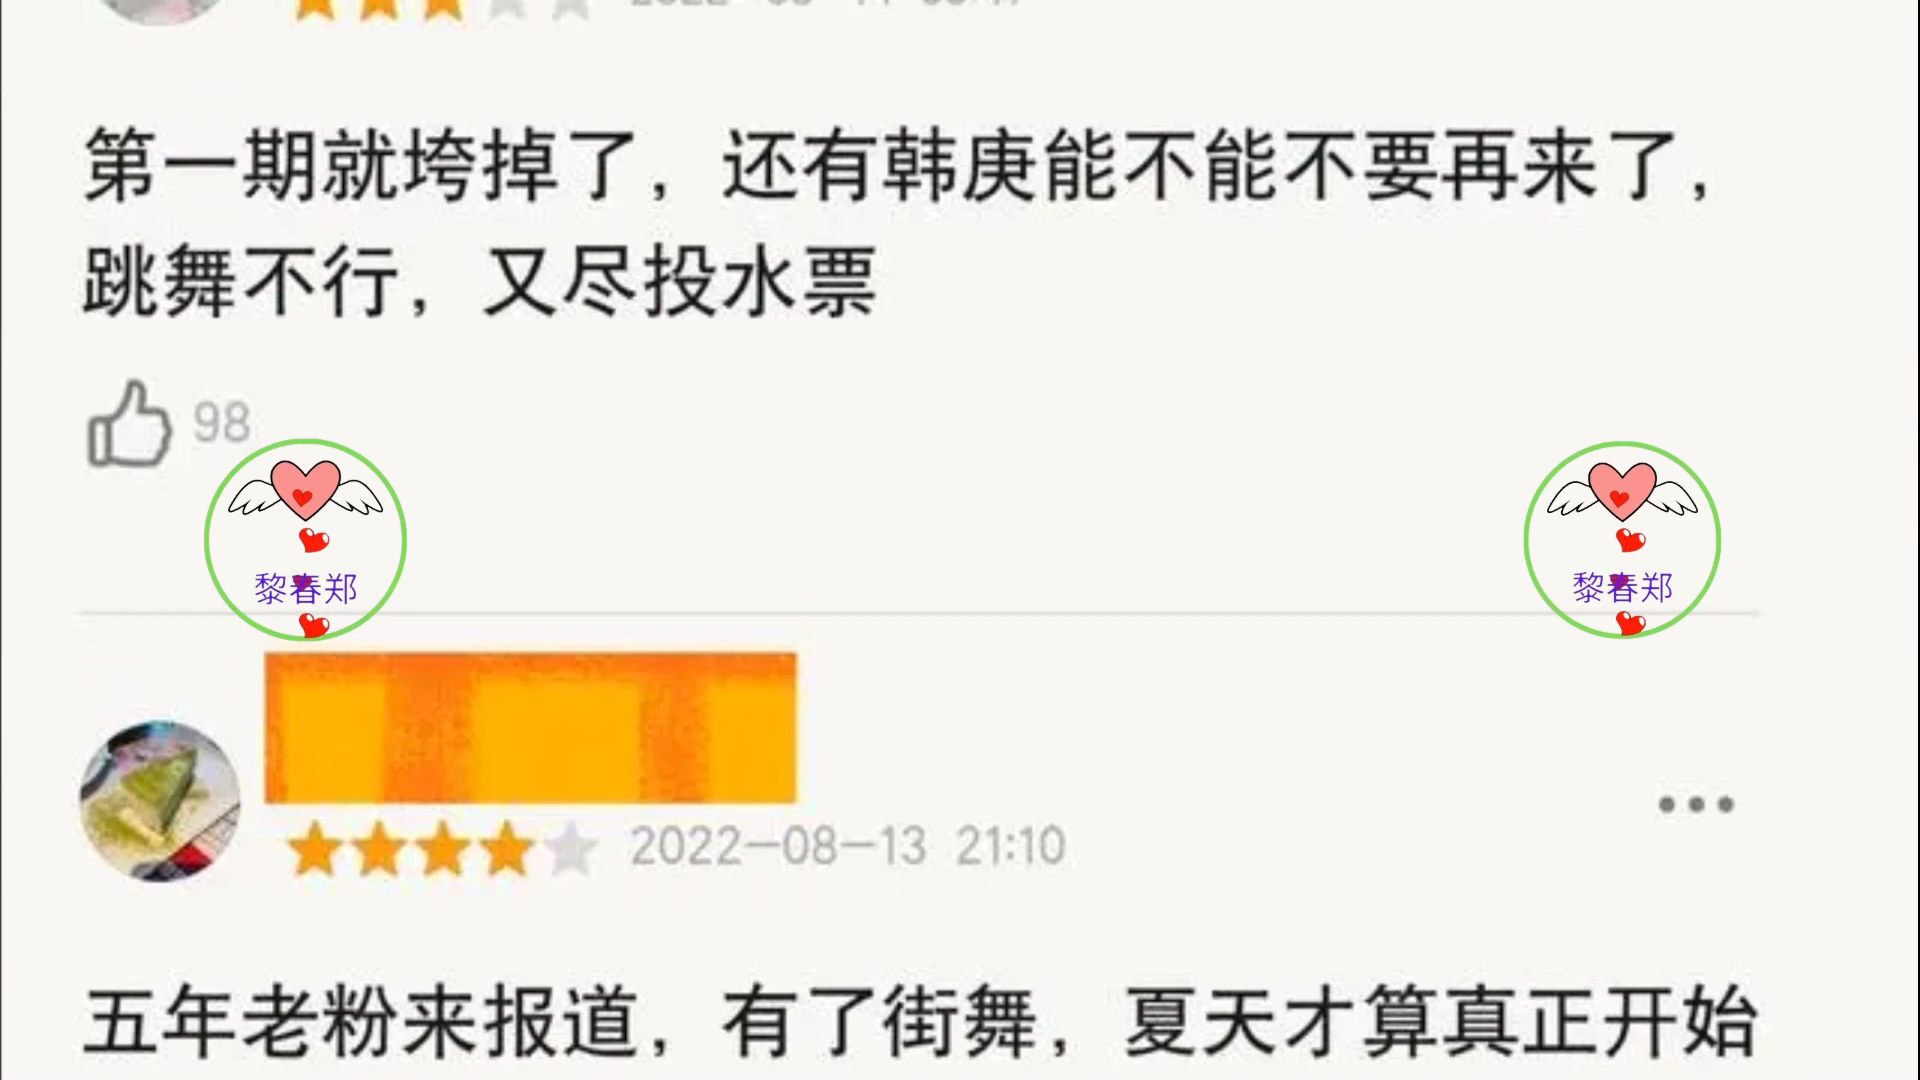 第一期就垮掉了，还有韩庚能不能不要再来了，
跳舞不行，又尽投水票
98
黎春郑
黎春郑
2022-08-13 21:10
五年老粉来报道，有了街舞，夏天才算真正开始